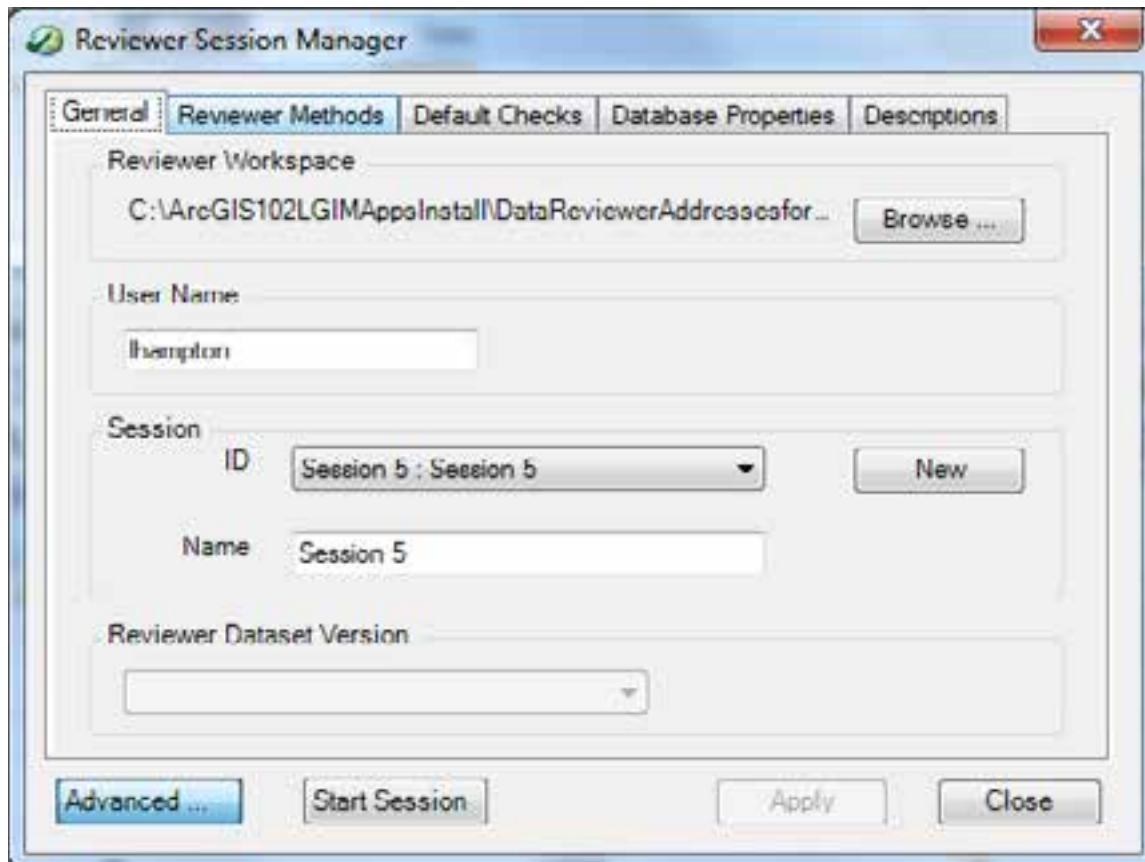 Reviewer Session Manager
General Reviewer Methods Default Checks Database Properties Descriptions
Reviewer Workspace
C:\ArcGIS102LGIMAppsInstall\DataReviewerAddressesfor... Browse ...
User Name
lhampton
Session
ID Session 5 : Session 5 New
Name Session 5
Reviewer Dataset Version
Advanced ... Start Session Apply Close